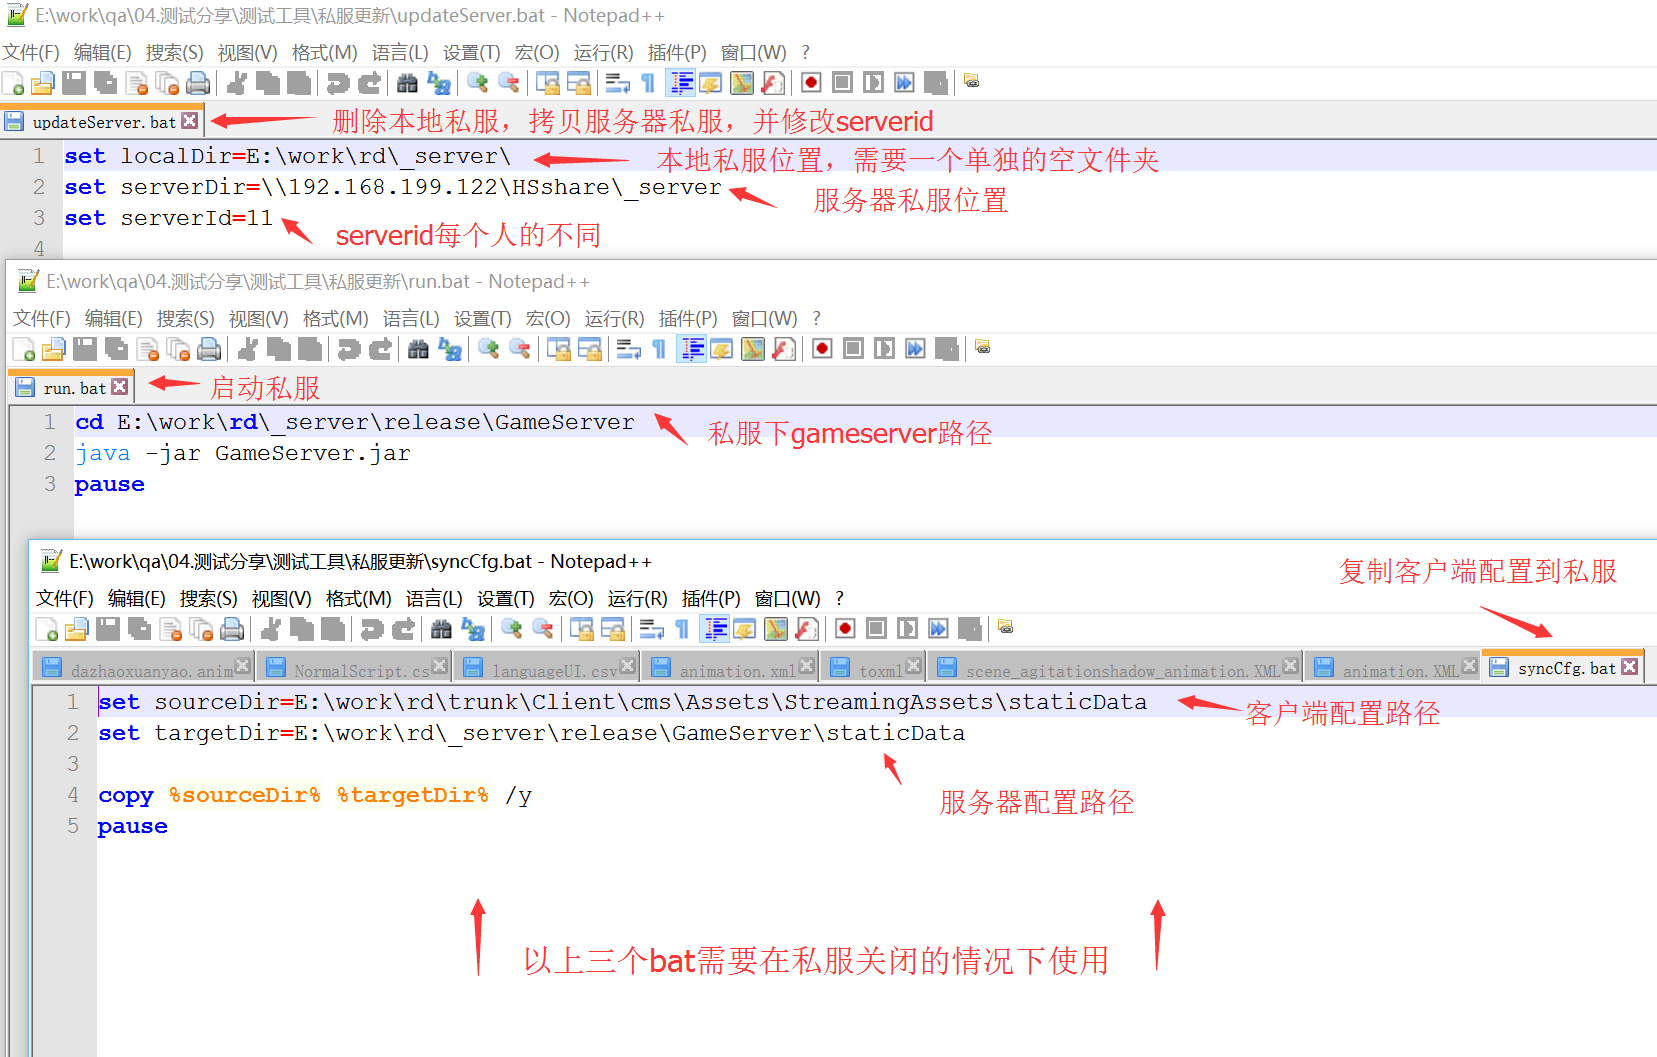 E:\work\qa\04.测试分享\测试工具\私服更新\updateServer.bat - Notepad++
文件(F) 编辑(E) 搜索(S) 视图(V) 格式(M) 语言(L) 设置(T) 宏(O) 运行(R) 插件(P) 窗口(W) ?
updateServer.bat 删除本地私服，拷贝服务器私服，并修改serverid
1 set localDir=E:\work\rd\_server\ 本地私服位置，需要一个单独的空文件夹
2 set serverDir=\\192.168.199.122\HSshare\_server 服务器私服位置
3 set serverId=11 serverid每个人的不同
4
E:\work\qa\04.测试分享\测试工具\私服更新\run.bat - Notepad++
文件(F) 编辑(E) 搜索(S) 视图(V) 格式(M) 语言(L) 设置(T) 宏(O) 运行(R) 插件(P) 窗口(W) ?
run.bat 启动私服
1 cd E:\work\rd\_server\release\GameServer 私服下gameserver路径
2 java -jar GameServer.jar
3 pause
E:\work\qa\04.测试分享\测试工具\私服更新\syncCfg.bat - Notepad++
复制客户端配置到私服
文件(F) 编辑(E) 搜索(S) 视图(V) 格式(M) 语言(L) 设置(T) 宏(O) 运行(R) 插件(P) 窗口(W) ?
dazhaoxuanyao.anim NormalScript.cs languageUI.csv animation.xml toxml scene_agitationshadow_animation.XML animation.XML syncCfg.bat
1 set sourceDir=E:\work\rd\trunk\Client\cms\Assets\StreamingAssets\staticData 客户端配置路径
2 set targetDir=E:\work\rd\_server\release\GameServer\staticData
3
服务器配置路径
4 copy %sourceDir% %targetDir% /y
5 pause
以上三个bat需要在私服关闭的情况下使用